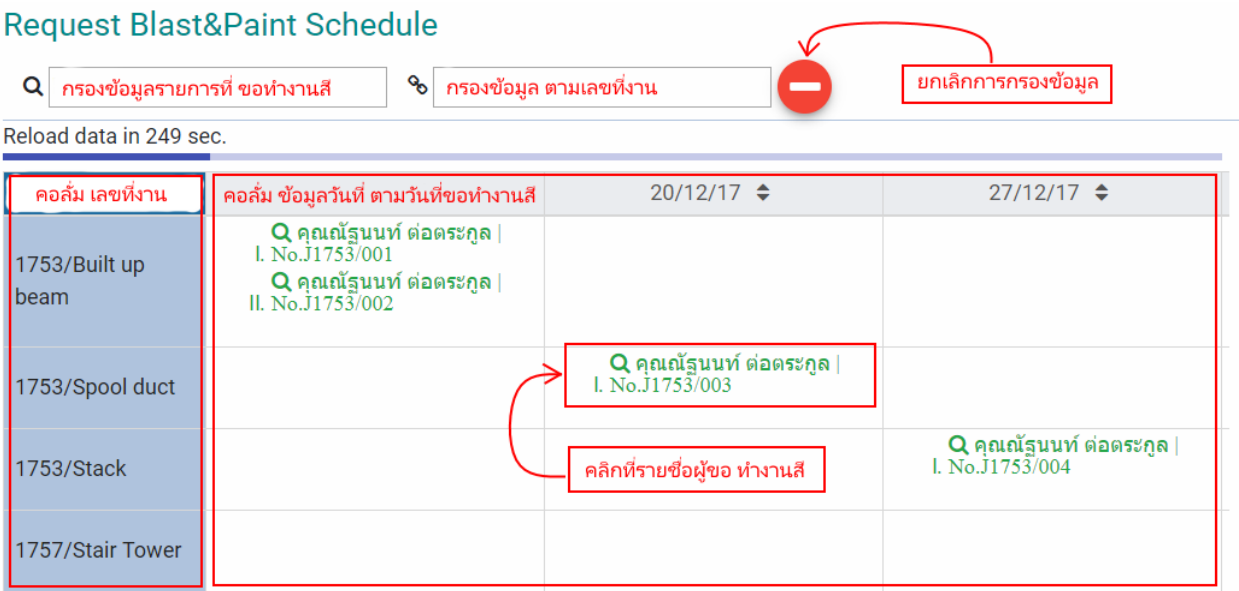 Request Blast&Paint Schedule
กรองข้อมูลรายการที่ ขอทำงานสี
กรองข้อมูล ตามเลขที่งาน
ยกเลิกการกรองข้อมูล
Reload data in 249 sec.
คอลั่ม เลขที่งาน
คอลั่ม ข้อมูลวันที่ ตามวันที่ขอทำงานสี
20/12/17
27/12/17
1753/Built up
beam
คุณณัฐนนท์ ต่อตระกูล |
I. No.J1753/001
คุณณัฐนนท์ ต่อตระกูล |
II. No.J1753/002
1753/Spool duct
คุณณัฐนนท์ ต่อตระกูล |
I. No.J1753/003
1753/Stack
คลิกที่รายชื่อผู้ขอ ทำงานสี
คุณณัฐนนท์ ต่อตระกูล |
I. No.J1753/004
1757/Stair Tower